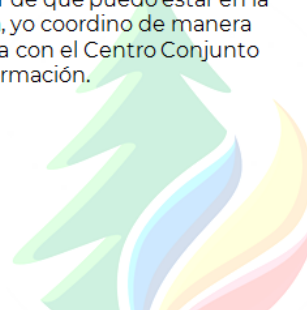 de que puedo estar en la
, yo coordino de manera
a con el Centro Conjunto
rmación.